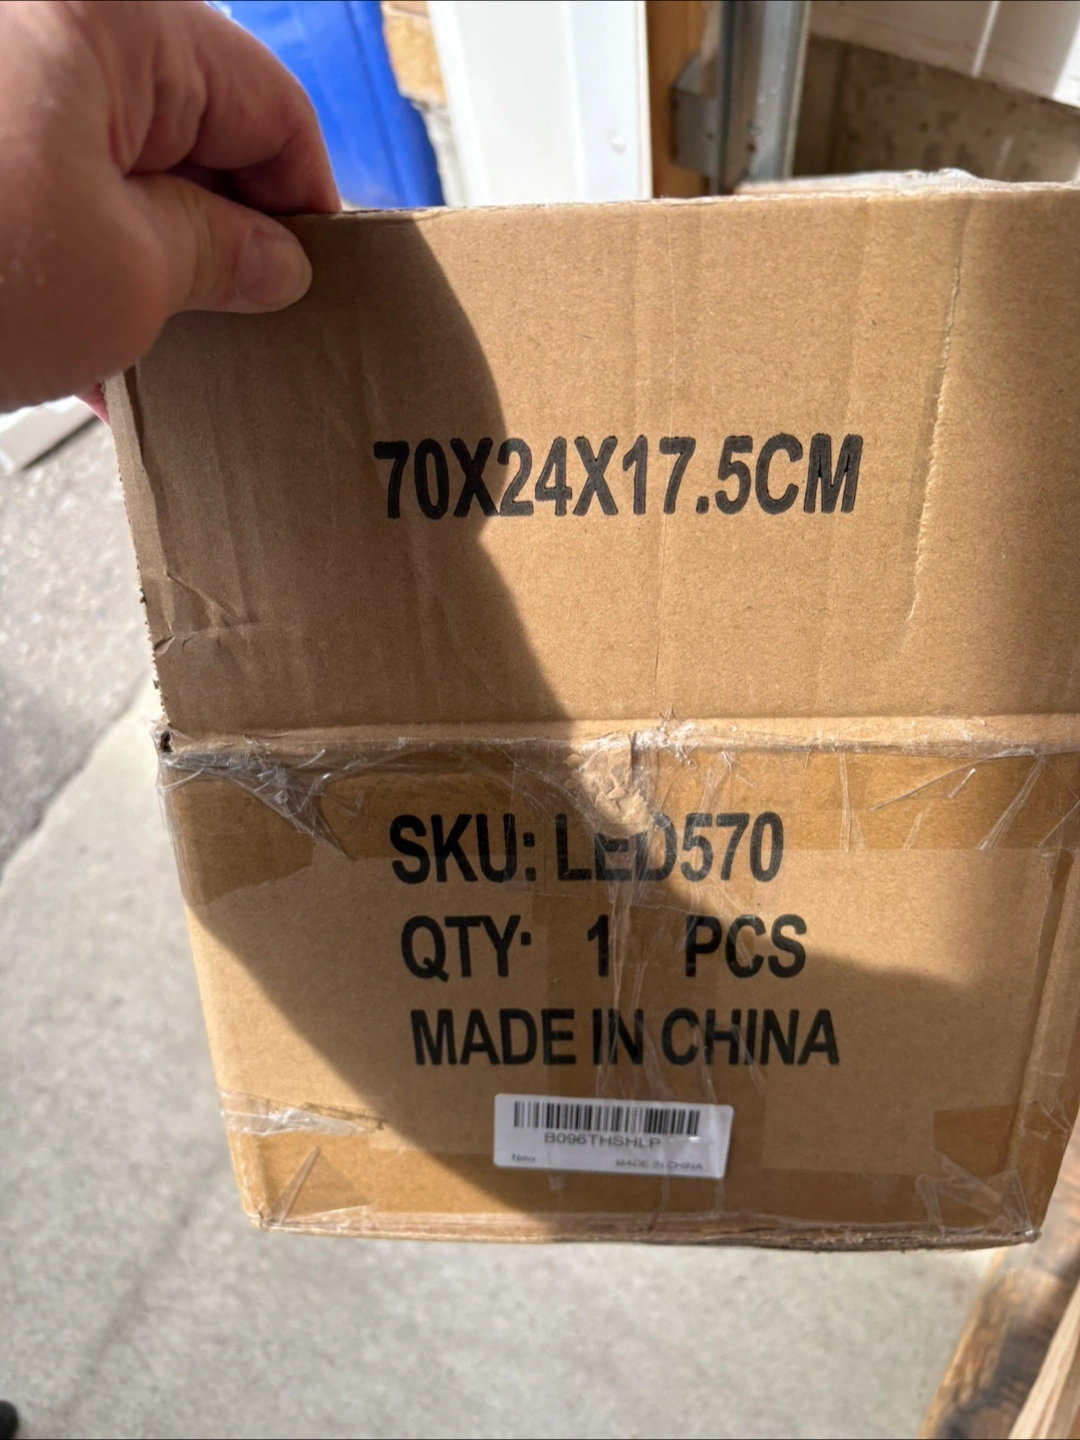 70X24X17.5CM
SKU: LED570
QTY: 1 PCS
MADE IN CHINA
B096THSHLP
New
MADE IN CHINA